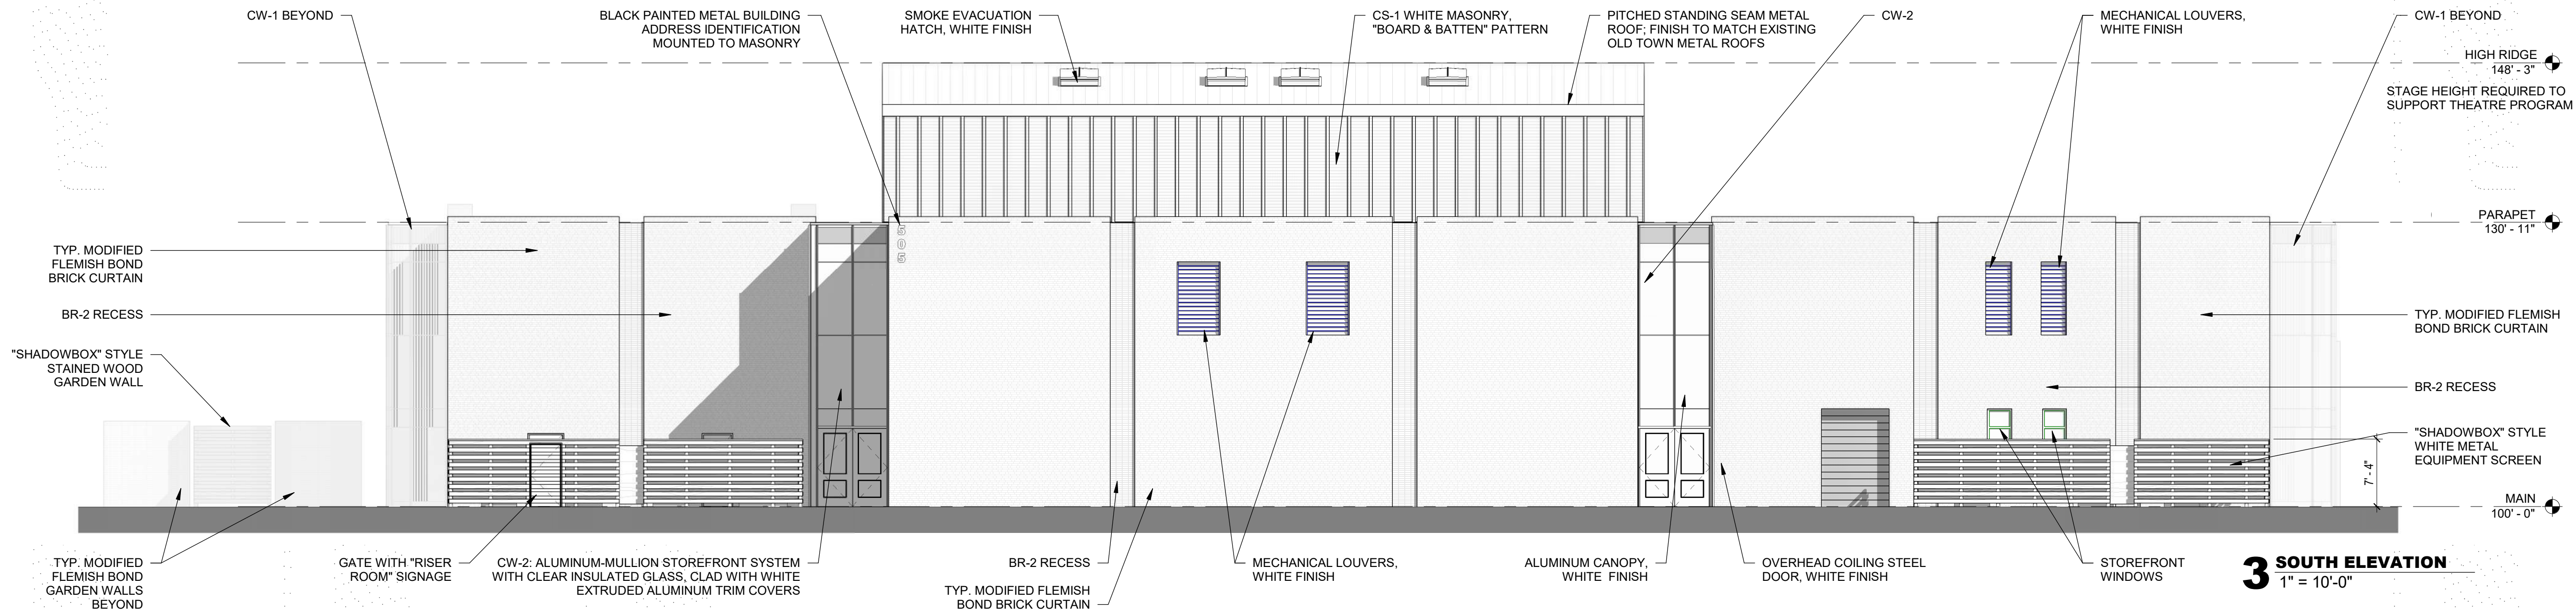 CW-1 BEYOND
BLACK PAINTED METAL BUILDING
ADDRESS IDENTIFICATION
MOUNTED TO MASONRY
SMOKE EVACUATION
HATCH, WHITE FINISH
CS-1 WHITE MASONRY,
"BOARD & BATTEN" PATTERN
PITCHED STANDING SEAM METAL
ROOF; FINISH TO MATCH EXISTING
OLD TOWN METAL ROOFS
CW-2
MECHANICAL LOUVERS,
WHITE FINISH
CW-1 BEYOND
HIGH RIDGE
148' - 3"
STAGE HEIGHT REQUIRED TO
SUPPORT THEATRE PROGRAM
PARAPET
130' - 11"
505
TYP. MODIFIED
FLEMISH BOND
BRICK CURTAIN
BR-2 RECESS
"SHADOWBOX" STYLE
STAINED WOOD
GARDEN WALL
TYP. MODIFIED FLEMISH
BOND BRICK CURTAIN
BR-2 RECESS
"SHADOWBOX" STYLE
WHITE METAL
EQUIPMENT SCREEN
7' - 4"
MAIN
100' - 0"
TYP. MODIFIED
FLEMISH BOND
GARDEN WALLS
BEYOND
GATE WITH "RISER
ROOM" SIGNAGE
CW-2: ALUMINUM-MULLION STOREFRONT SYSTEM
WITH CLEAR INSULATED GLASS, CLAD WITH WHITE
EXTRUDED ALUMINUM TRIM COVERS
BR-2 RECESS
TYP. MODIFIED FLEMISH
BOND BRICK CURTAIN
MECHANICAL LOUVERS,
WHITE FINISH
ALUMINUM CANOPY,
WHITE FINISH
OVERHEAD COILING STEEL
DOOR, WHITE FINISH
STOREFRONT
WINDOWS
3 SOUTH ELEVATION
1" = 10'-0"